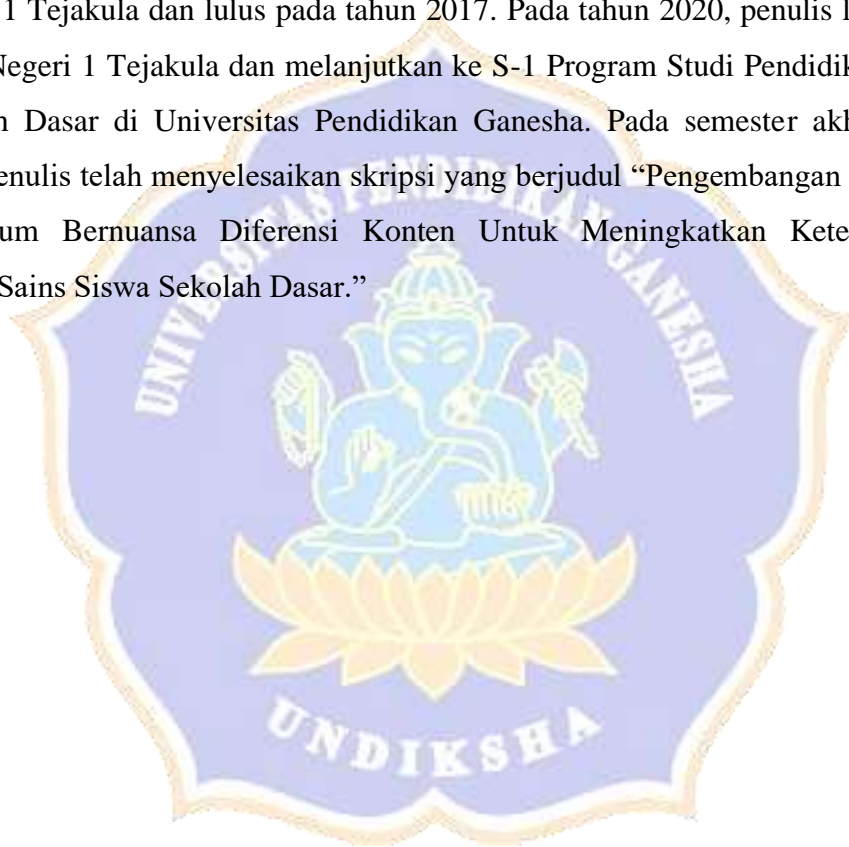 1 Tejakula dan lulus pada tahun 2017. Pada tahun 2020, penulis l
Negeri 1 Tejakula dan melanjutkan ke S-1 Program Studi Pendidik
n Dasar di Universitas Pendidikan Ganesha. Pada semester akh
enulis telah menyelesaikan skripsi yang berjudul “Pengembangan
um Bernuansa Diferensi Konten Untuk Meningkatkan Kete
Sains Siswa Sekolah Dasar.”
UNIVERSITAS PENDIDIKAN GANESHA
UNDIKSHA